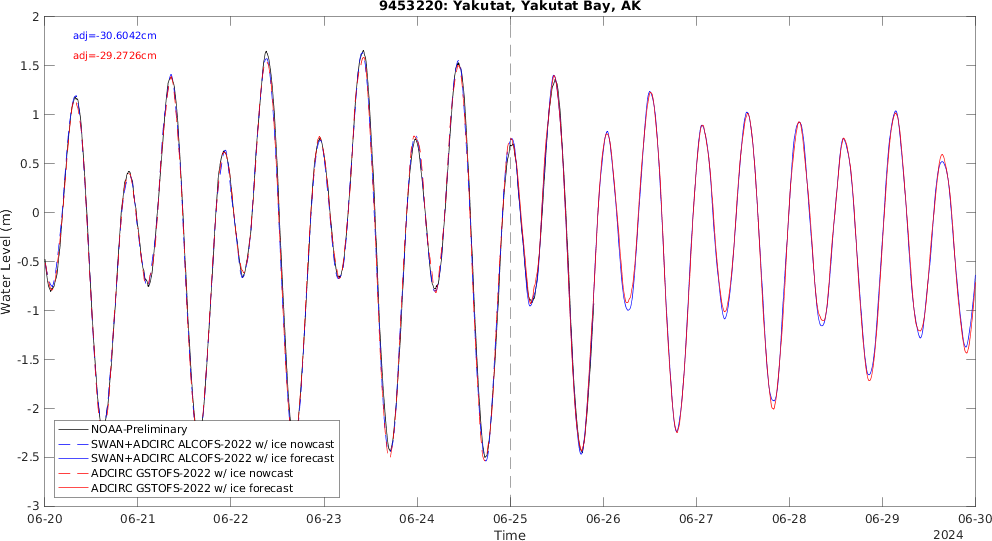 9453220: Yakutat, Yakutat Bay, AK
adj=-30.6042cm
adj=-29.2726cm
2
1.5
1
0.5
0
-0.5
-1
-1.5
-2
-2.5
-3
Water Level (m)
NOAA-Preliminary
SWAN+ADCIRC ALCOFS-2022 w/ ice nowcast
SWAN+ADCIRC ALCOFS-2022 w/ ice forecast
ADCIRC GSTOFS-2022 w/ ice nowcast
ADCIRC GSTOFS-2022 w/ ice forecast
06-20 06-21 06-22 06-23 06-24 06-25 06-26 06-27 06-28 06-29 06-30
Time
2024